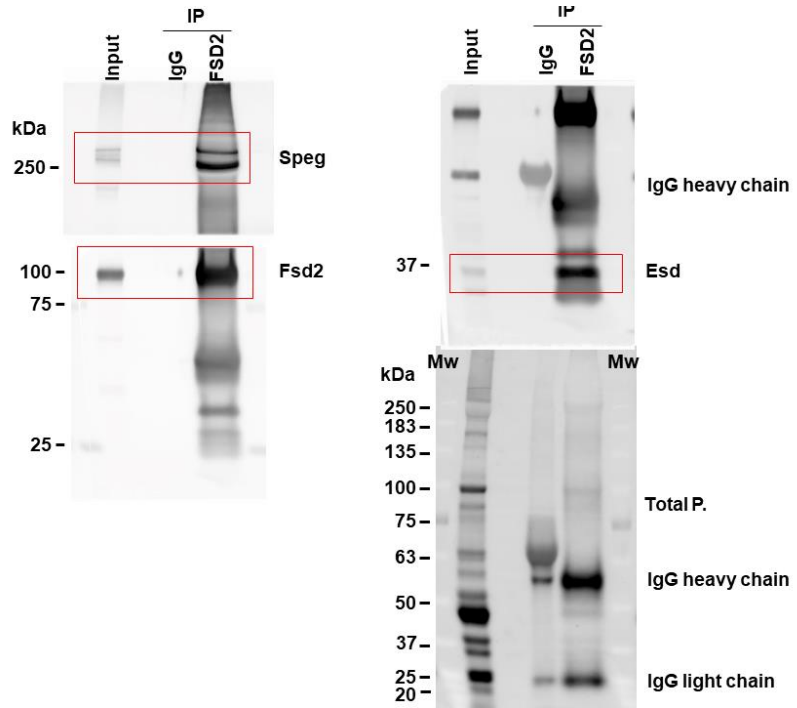 IP
Input
IgG
FSD2
kDa
250
Speg
100
Fsd2
75
25
IP
Input
IgG
FSD2
IgG heavy chain
37
Esd
Mw
Mw
kDa
250
183
135
100
Total P.
75
63
IgG heavy chain
50
37
25
IgG light chain
20